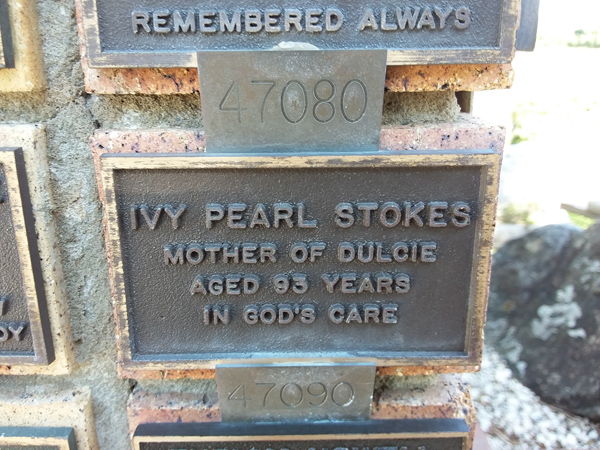 REMEMBERED ALWAYS
47080
IVY PEARL STOKES
MOTHER OF DULCIE
AGED 93 YEARS
IN GOD'S CARE
47090